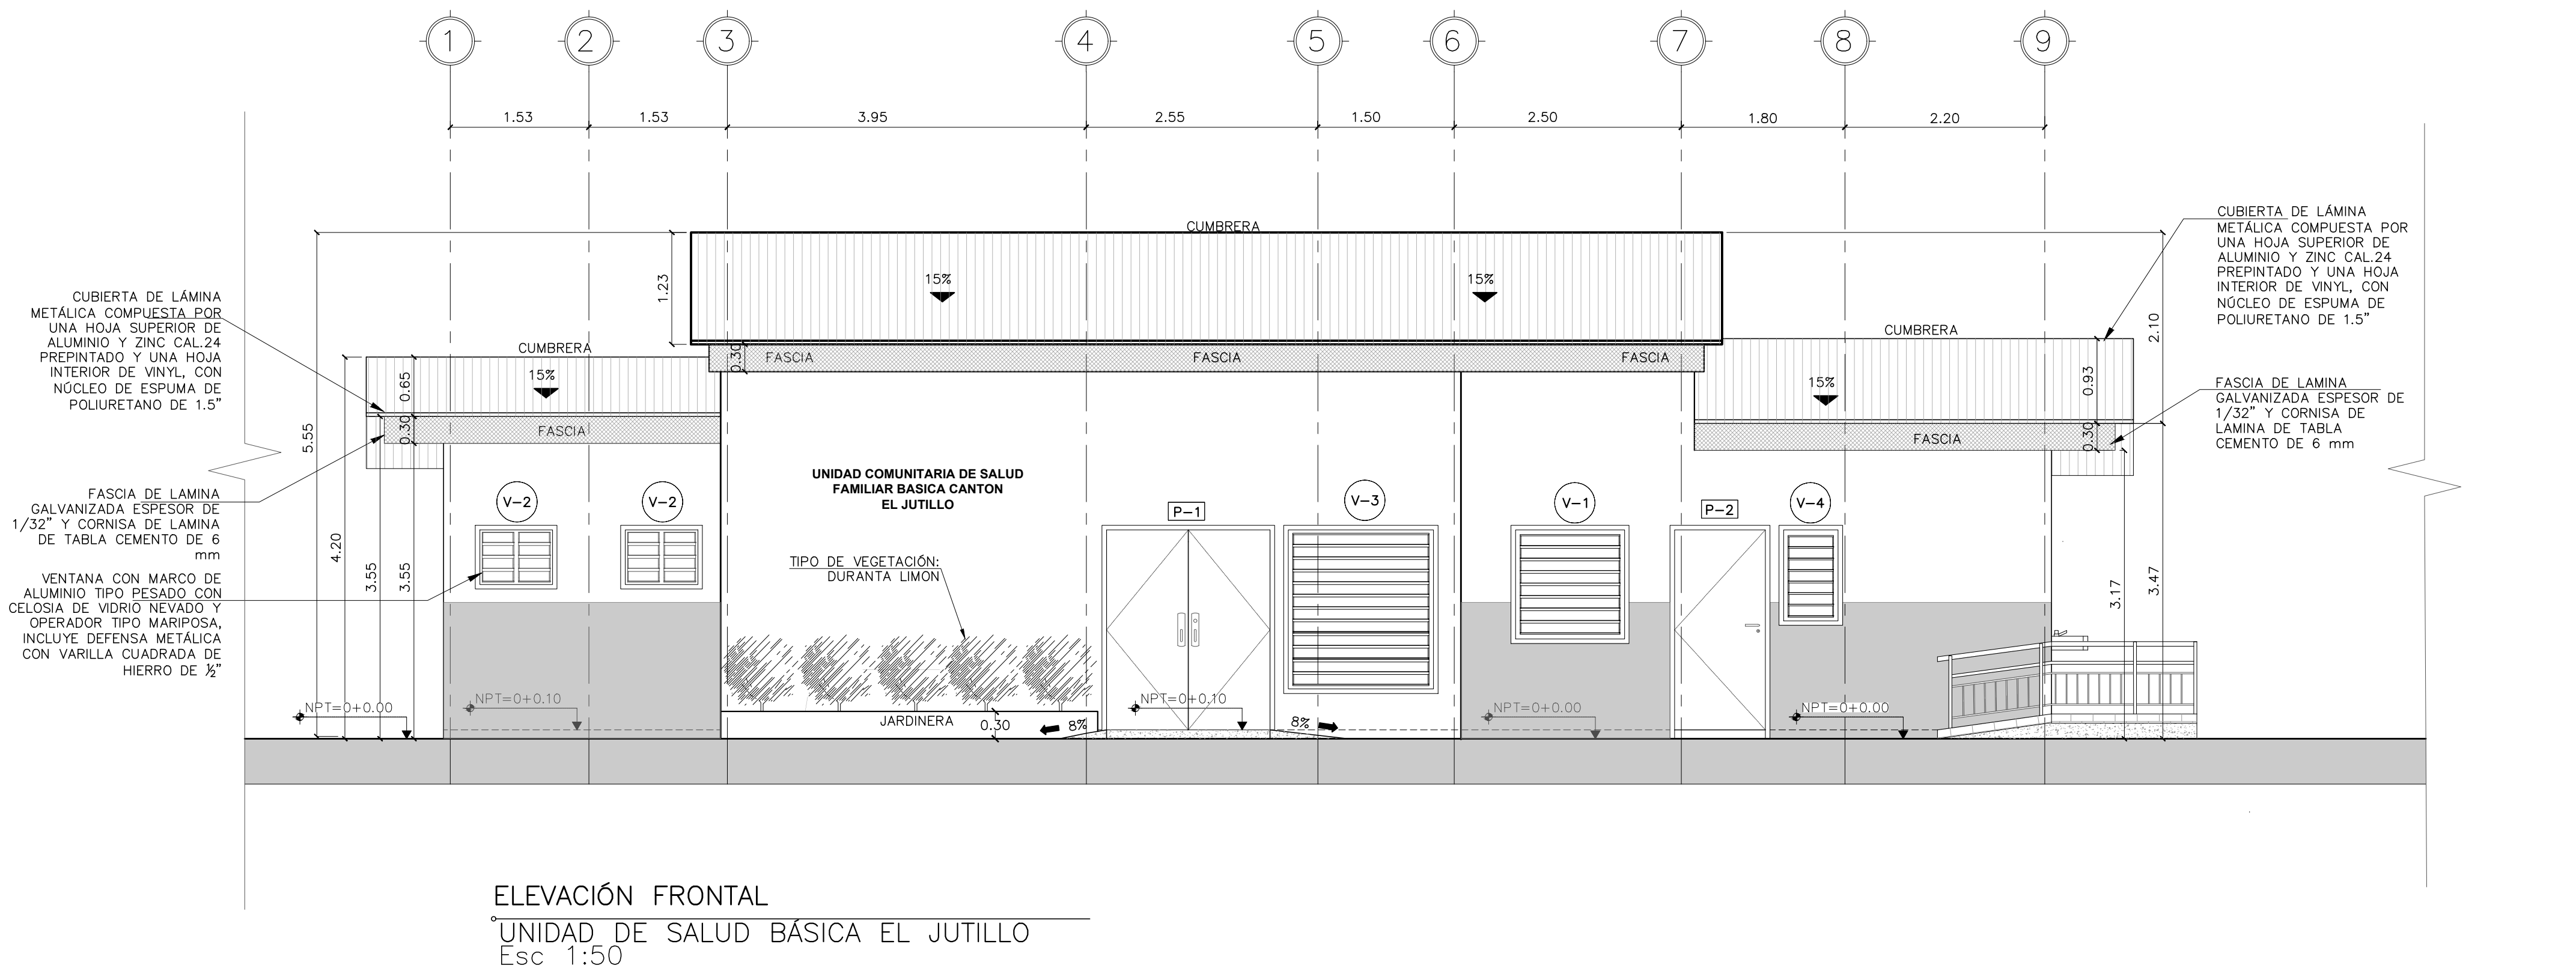 1 2 3 4 5 6 7 8 9
1.53 1.53 3.95 2.55 1.50 2.50 1.80 2.20
CUBIERTA DE LÁMINA
METÁLICA COMPUESTA POR
UNA HOJA SUPERIOR DE
ALUMINIO Y ZINC CAL.24
PREPINTADO Y UNA HOJA
INTERIOR DE VINYL, CON
NÚCLEO DE ESPUMA DE
POLIURETANO DE 1.5”
FASCIA DE LAMINA
GALVANIZADA ESPESOR DE
1/32” Y CORNISA DE LAMINA
DE TABLA CEMENTO DE 6
mm
VENTANA CON MARCO DE
ALUMINIO TIPO PESADO CON
CELOSIA DE VIDRIO NEVADO Y
OPERADOR TIPO MARIPOSA,
INCLUYE DEFENSA METÁLICA
CON VARILLA CUADRADA DE
HIERRO DE ½”
NPT=0+0.00
5.55
4.20
3.55
3.55
0.65
0.30
CUMBRERA
15%
FASCIA
V-2
V-2
NPT=0+0.10
1.23
0.30
CUMBRERA
15%
15%
FASCIA
FASCIA
FASCIA
UNIDAD COMUNITARIA DE SALUD
FAMILIAR BASICA CANTON
EL JUTILLO
TIPO DE VEGETACIÓN:
DURANTA LIMON
JARDINERA
0.30
8%
P-1
NPT=0+0.10
8%
V-3
V-1
NPT=0+0.00
P-2
V-4
NPT=0+0.00
CUMBRERA
15%
FASCIA
0.93
0.30
2.10
3.17
3.47
CUBIERTA DE LÁMINA
METÁLICA COMPUESTA POR
UNA HOJA SUPERIOR DE
ALUMINIO Y ZINC CAL.24
PREPINTADO Y UNA HOJA
INTERIOR DE VINYL, CON
NÚCLEO DE ESPUMA DE
POLIURETANO DE 1.5”
FASCIA DE LAMINA
GALVANIZADA ESPESOR DE
1/32” Y CORNISA DE
LAMINA DE TABLA
CEMENTO DE 6 mm
ELEVACIÓN FRONTAL
UNIDAD DE SALUD BÁSICA EL JUTILLO
Esc 1:50